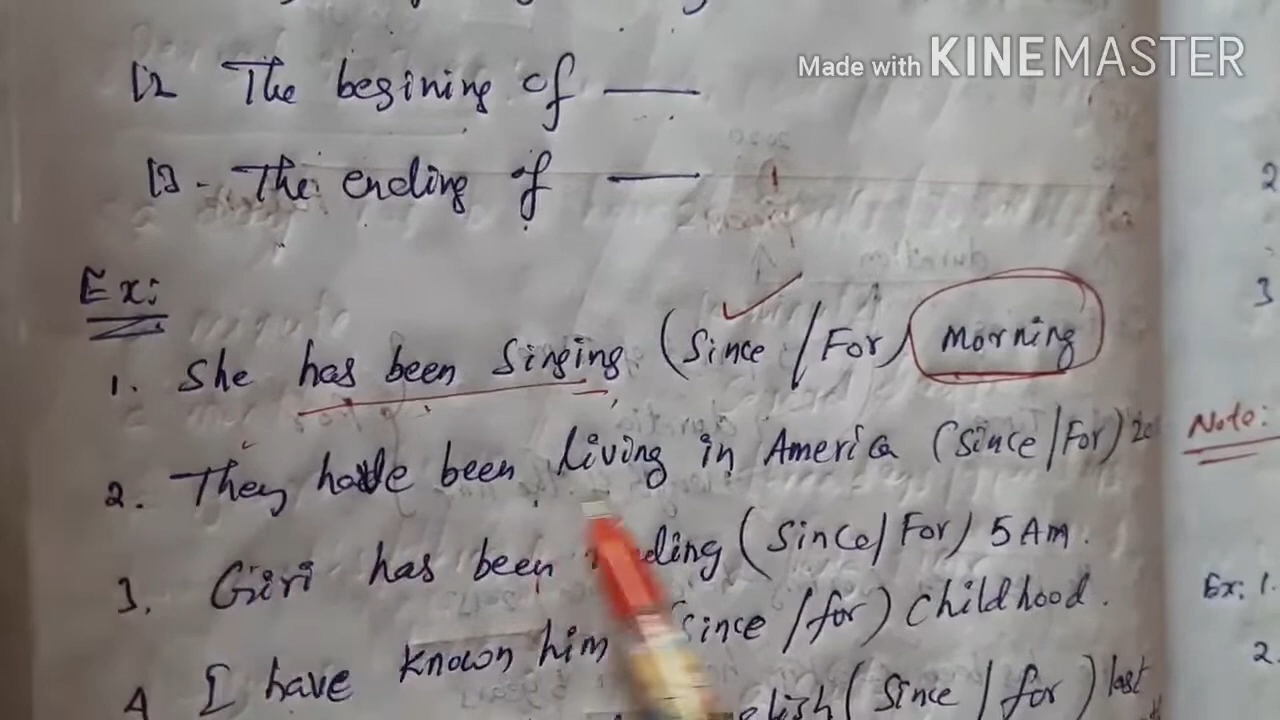 Made with KINEMASTER
12 The begining of —
13 - The ending of —
Ex:
1. She has been Singing (Since / For) morning
2. They have been living in America (Since / For)
3. Giri has been (Since / For) 5 Am.
4 I have known him (Since / for) childhood.
(Since / for) last
Note:
2
3
Ex: 1.
2.